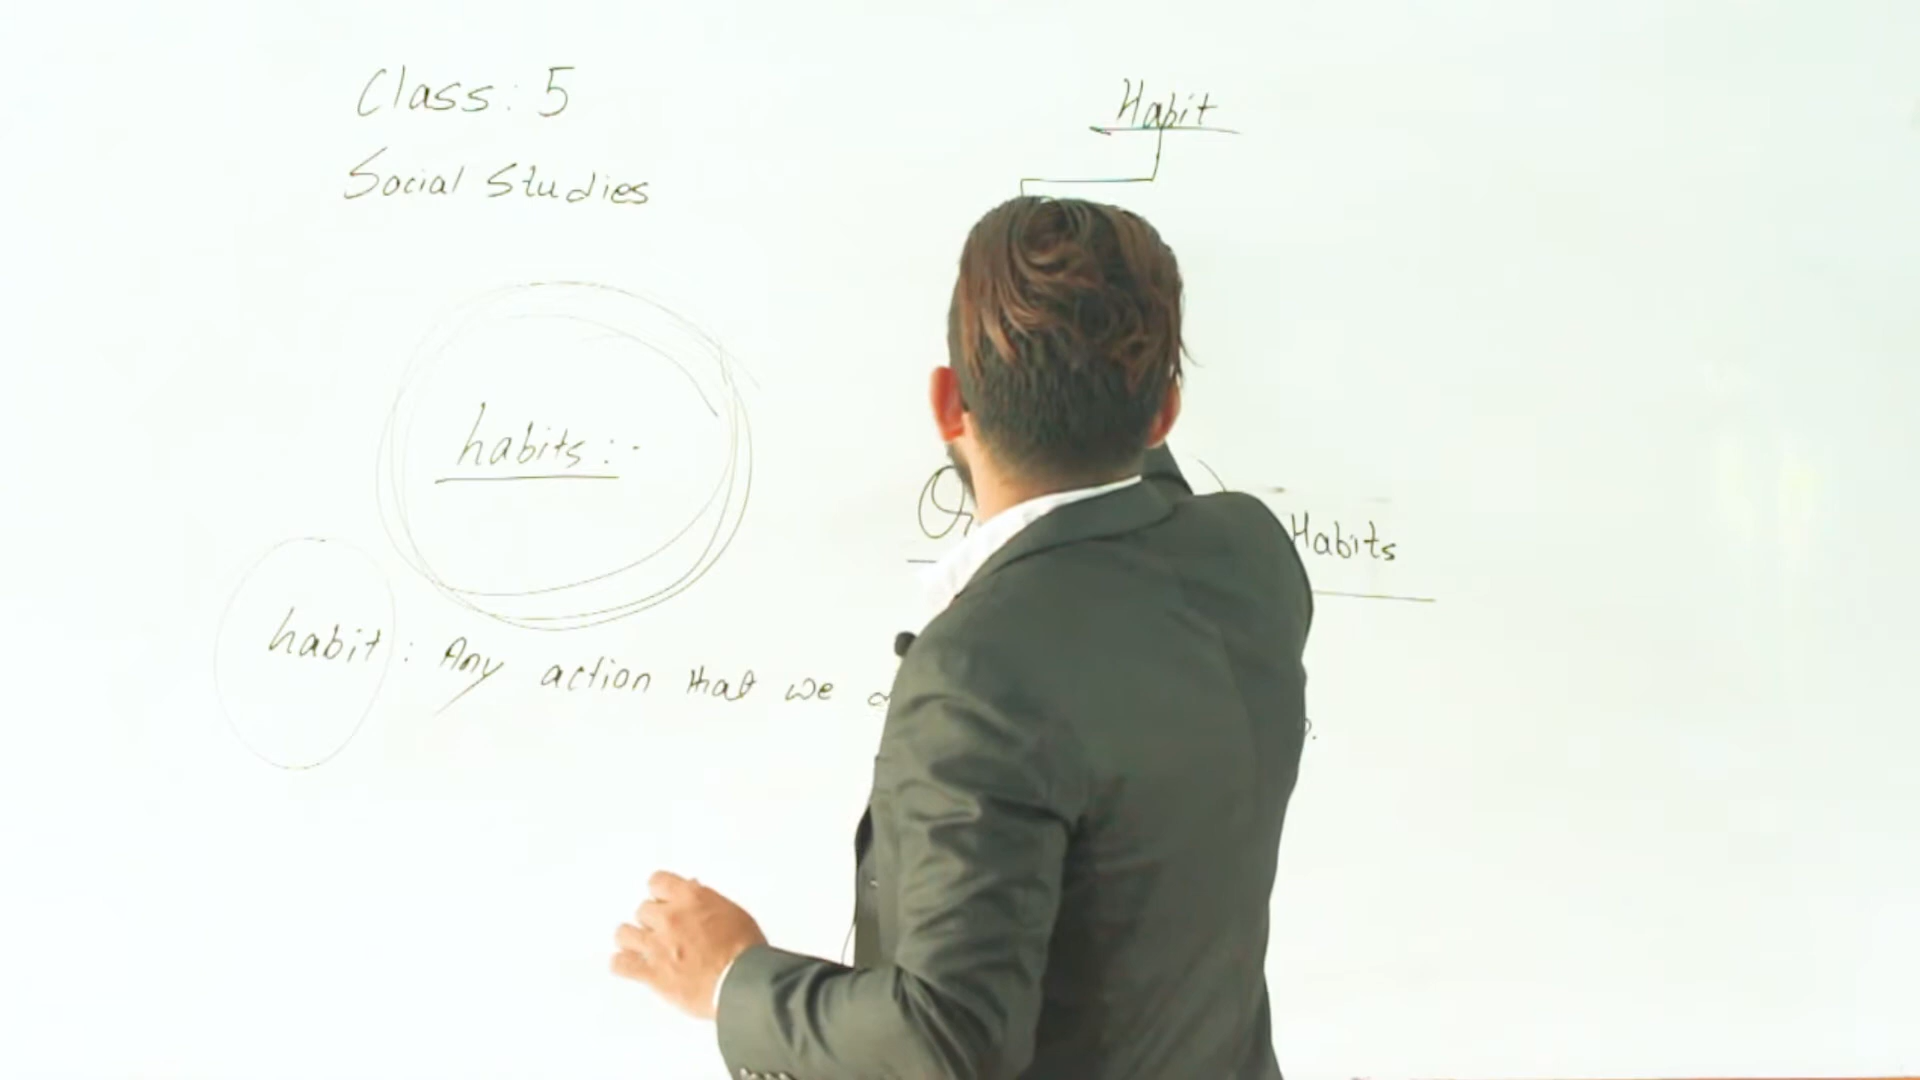 Class: 5
Social Studies
habits:-
habit: Any action that we
Habit
Habits